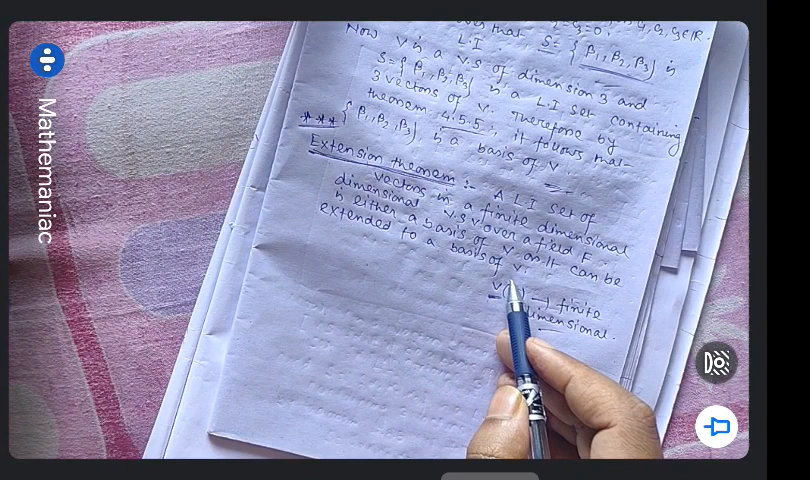 Mathemaniac
over that S = { β1, β2, β3} is
L.I.
Now V is a v.s of dimension 3 and
S = { β1, β2, β3} is a L.I set containing
3 vectors of V. Therefore by
theorem 4.5.5, it follows that
*** { β1, β2, β3} is a basis of V.
Extension theorem :- A L.I set of
vectors in a finite dimensional
dimensional v.s V over a field F
is either a basis of V or it can be
extended to a basis of V.
V( ) → finite
dimensional.